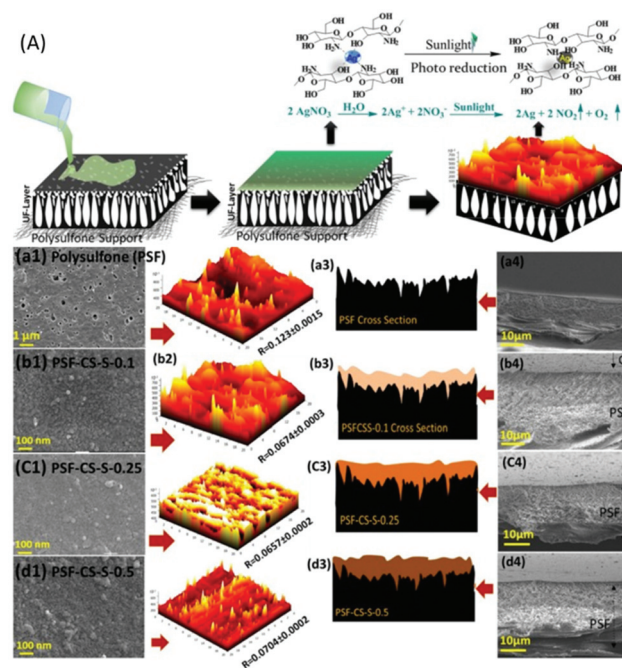 (A)
OH
HO
NH₂
H₂N
Sunlight
Photo reduction
2 AgNO₃ H₂O 2Ag⁺ + 2NO₃⁻ Sunlight 2Ag + 2 NO₂ + O₂
UF-Layer
Polysulfone Support
UF-Layer
Polysulfone Support
(a1) Polysulfone (PSF)
1 µm
R=0.123±0.0015
(a3)
PSF Cross Section
(a4)
10µm
(b1) PSF-CS-S-0.1
100 nm
(b2)
R=0.0674±0.0003
(b3)
PSFCSS-0.1 Cross Section
(b4)
10µm
(C1) PSF-CS-S-0.25
100 nm
R=0.0657±0.0002
(C3)
PSF-CS-S-0.25
(C4)
PSF
10µm
(d1) PSF-CS-S-0.5
100 nm
R=0.0704±0.0002
(d3)
PSF-CS-S-0.5
(d4)
PSF
10µm